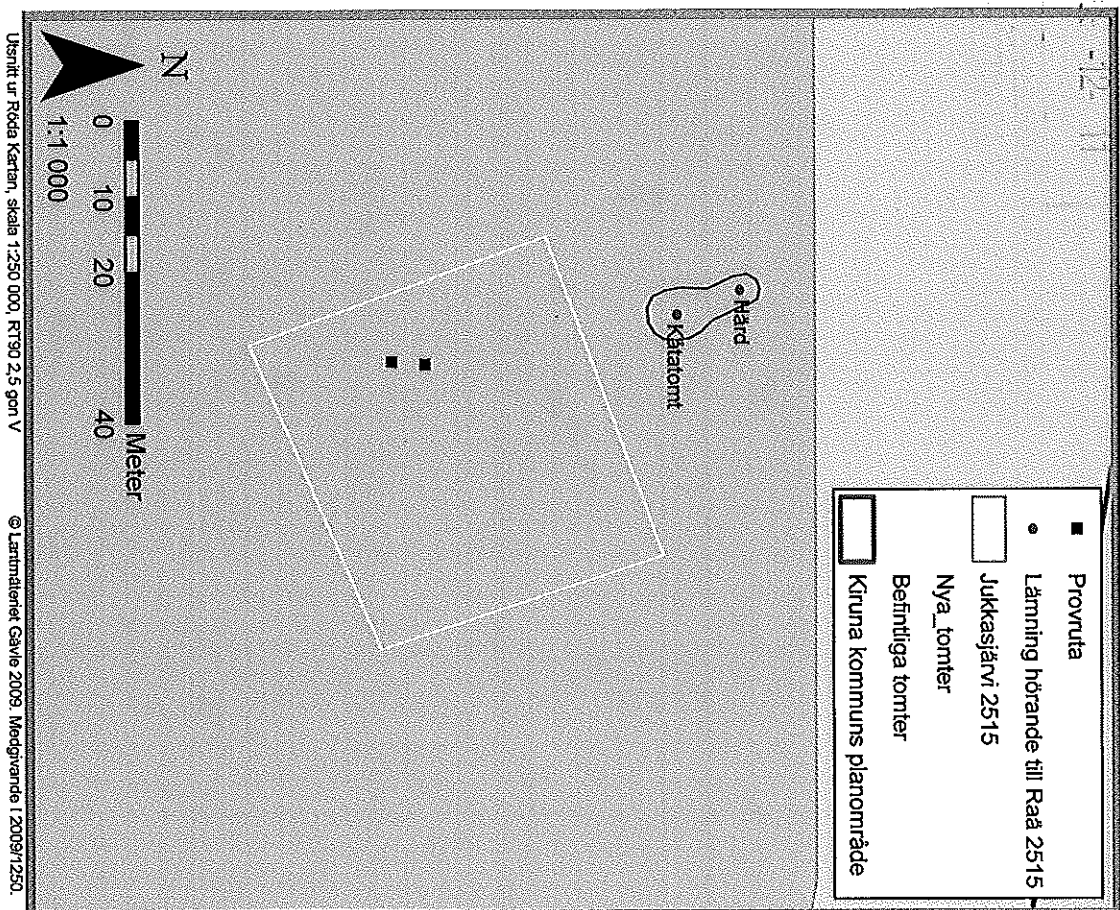 Provruta
Lämning hörande till Raä 2515
Jukkasjärvi 2515
Nya_tomter
Befintliga tomter
Kiruna kommuns planområde
Härd
Kåtatomt
N
0 10 20 40
Meter
1:1 000
Utsnitt ur Röda Kartan, skala 1:250 000, RT90 2,5 gon V © Lantmäteriet Gävle 2009. Medgivande I 2009/1250.